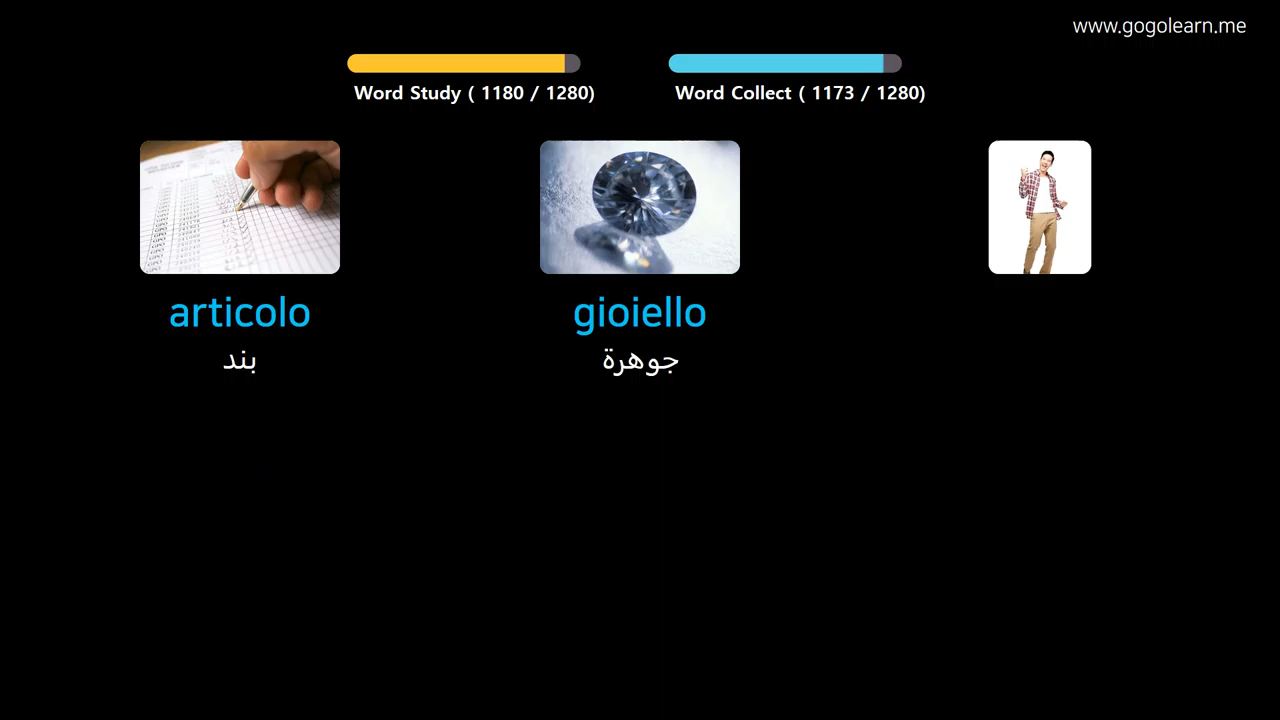 www.gogolearn.me
Word Study ( 1180 / 1280)
Word Collect ( 1173 / 1280)
articolo
بند
gioiello
جوهرة